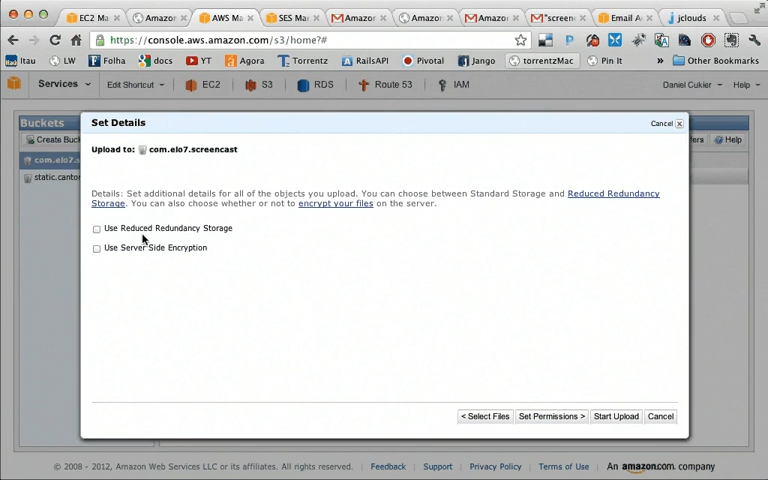 EC2 Ma
Amazon
AWS Ma
SES Ma
Amazon
Amazon
Amazon
"screen
Email A
jclouds
https://console.aws.amazon.com/s3/home?#
Itau
LW
Folha
docs
YT
Agora
Torrentz
RailsAPI
Pivotal
Jango
torrentzMac
Pin It
»
Other Bookmarks
Services
Edit Shortcut
EC2
S3
RDS
Route 53
IAM
Daniel Cukier
Help
Set Details
Cancel
Buckets
Create Buck
fers
Help
com.elo7.s
static.cantor
Upload to: com.elo7.screencast
Details: Set additional details for all of the objects you upload. You can choose between Standard Storage and Reduced Redundancy
Storage. You can also choose whether or not to encrypt your files on the server.
Use Reduced Redundancy Storage
Use Server Side Encryption
< Select Files
Set Permissions >
Start Upload
Cancel
© 2008 - 2012, Amazon Web Services LLC or its affiliates. All rights reserved.
Feedback
Support
Privacy Policy
Terms of Use
An amazon.com company